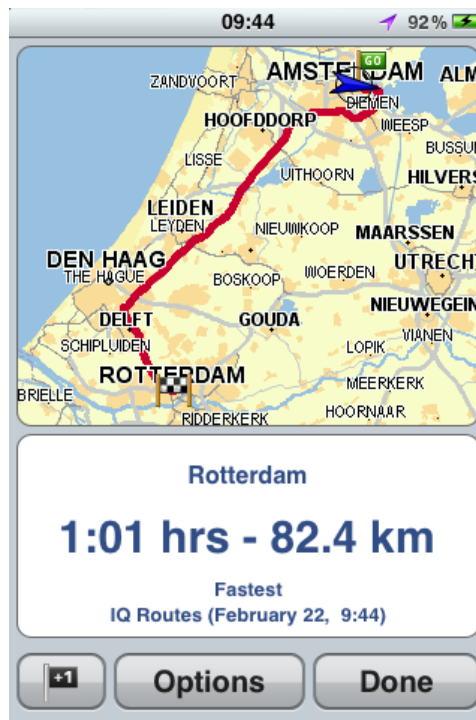 09:44
92%
GO
AMSTERDAM
ALM
ZANDVOORT
DIEMEN
HOOFDDORP
WEESP
BUSSU
LISSE
UITHOORN
HILVERS
LEIDEN
LEYDEN
NIEUWKOOP
MAARSSEN
DEN HAAG
THE HAGUE
WOERDEN
UTRECH
BOSKOOP
NIEUWEGEIN
DELFT
GOUDA
VIANEN
SCHIPLUIDEN
LOPIK
ROTTERDAM
MEERKERK
BRIELLE
HOORNAAR
RIDDERKERK
Rotterdam
1:01 hrs - 82.4 km
Fastest
IQ Routes (February 22, 9:44)
+1
Options
Done